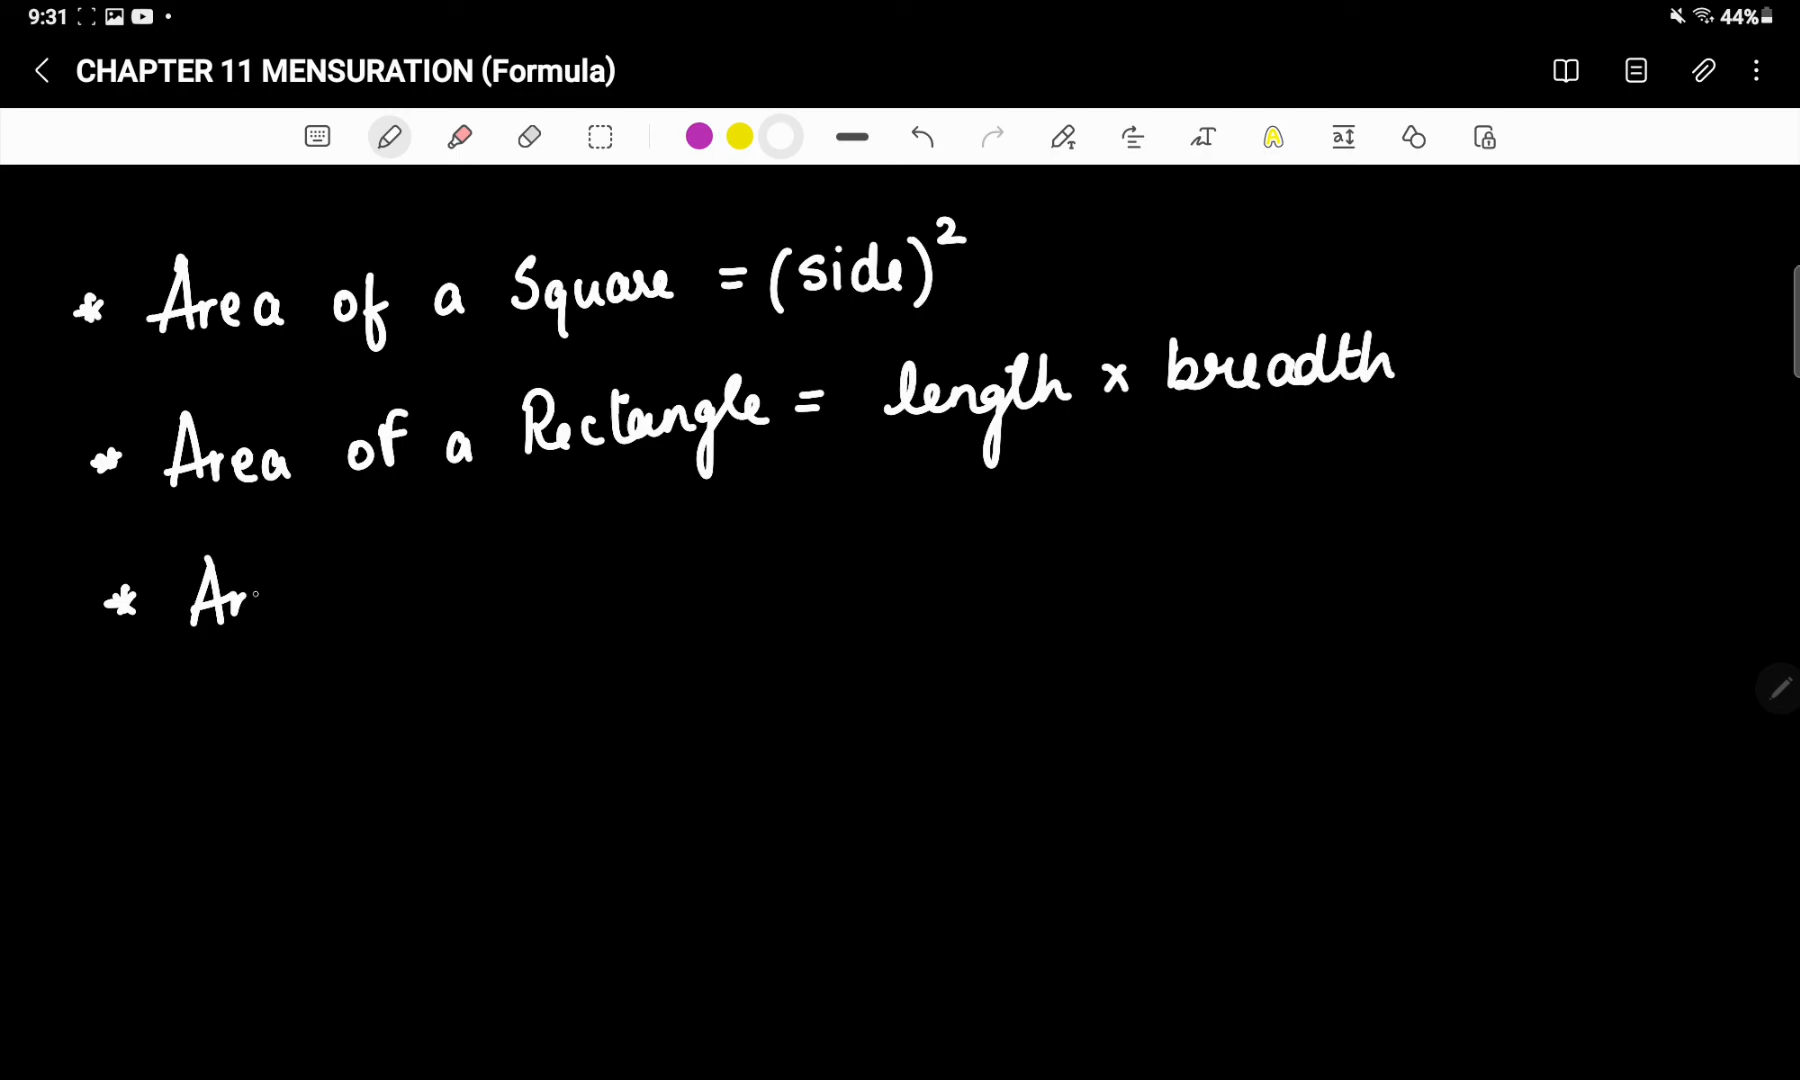 9:31 44%
CHAPTER 11 MENSURATION (Formula)
* Area of a Square = (side)²
* Area of a Rectangle = length × breadth
* Ar